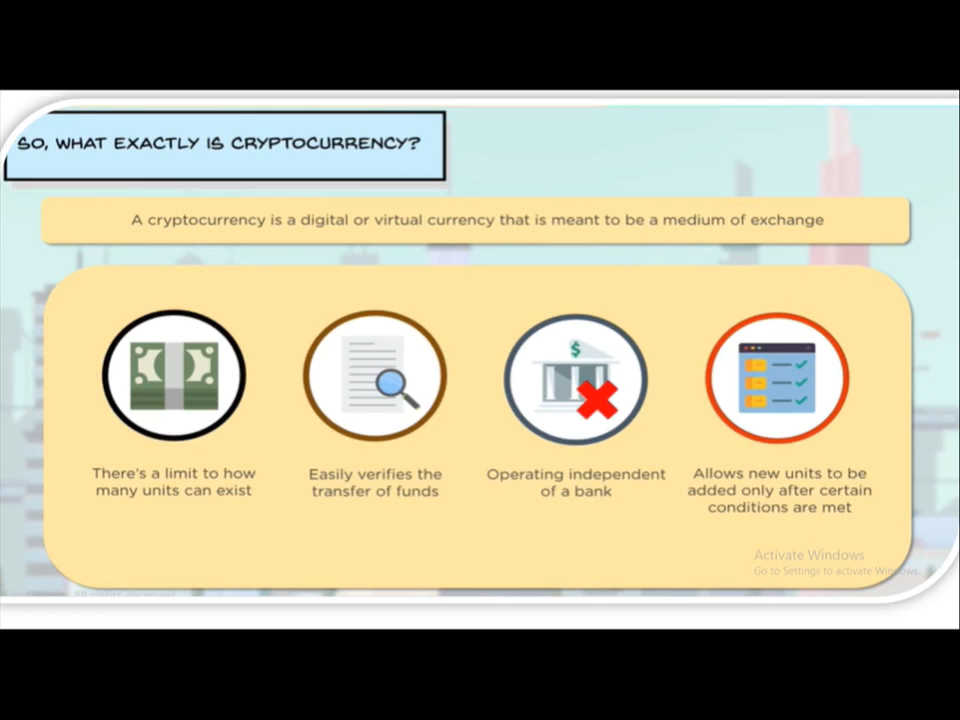 SO, WHAT EXACTLY IS CRYPTOCURRENCY?
A cryptocurrency is a digital or virtual currency that is meant to be a medium of exchange
There's a limit to how
many units can exist
Easily verifies the
transfer of funds
Operating independent
of a bank
Allows new units to be
added only after certain
conditions are met
Activate Windows
Go to Settings to activate Windows.
All rights reserved